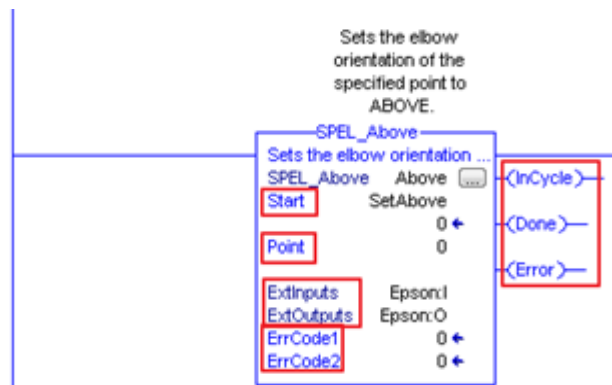 Sets the elbow
orientation of the
specified point to
ABOVE.
SPEL_Above
Sets the elbow orientation ...
SPEL_Above Above ...
(InCycle)
Start SetAbove
0
(Done)
Point 0
(Error)
ExtInputs Epson:I
ExtOutputs Epson:O
ErrCode1 0
ErrCode2 0